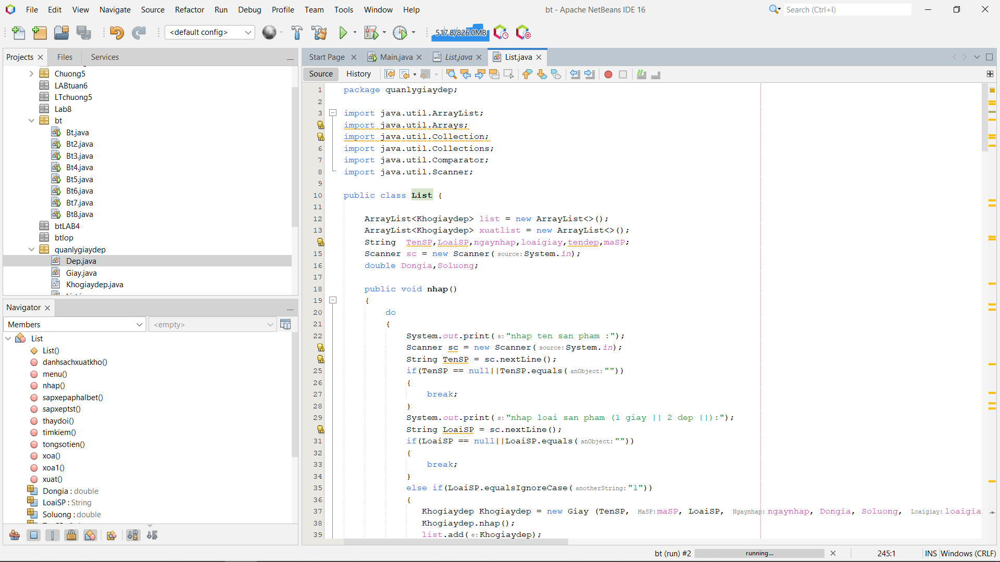 File Edit View Navigate Source Refactor Run Debug Profile Team Tools Window Help
bt - Apache NetBeans IDE 16
Search (Ctrl+I)
<default config>
517.8/826.0MB
Projects Files Services
Chuong5
LABtuan6
LTchuong5
Lab8
bt
Bt.java
Bt2.java
Bt3.java
Bt4.java
Bt5.java
Bt6.java
Bt7.java
Bt8.java
btLAB4
btlop
quanlygiaydep
Dep.java
Giay.java
Khogiaydep.java
Navigator
Members
<empty>
List
List()
danhsachxuatkho()
menu()
nhap()
sapxepaphalbet()
sapxeptst()
thaydoi()
timkiem()
tongsotien()
xoa()
xoa1()
xuat()
Dongia : double
LoaiSP : String
Soluong : double
Start Page Main.java List.java List.java
Source History
1 package quanlygiaydep;
2
3 import java.util.ArrayList;
import java.util.Arrays;
import java.util.Collection;
6 import java.util.Collections;
7 import java.util.Comparator;
8 import java.util.Scanner;
9
10 public class List {
11
12 ArrayList<Khogiaydep> list = new ArrayList<>();
13 ArrayList<Khogiaydep> xuatlist = new ArrayList<>();
String TenSP,LoaiSP,ngaynhap,loaigiay,tendep,maSP;
15 Scanner sc = new Scanner(source:System.in);
16 double Dongia,Soluong;
17
18 public void nhap()
19 {
20 do
21 {
22 System.out.print(s:"nhap ten san pham :");
Scanner sc = new Scanner(source:System.in);
String TenSP = sc.nextLine();
25 if(TenSP == null||TenSP.equals(anObject:""))
26 {
27 break;
28 }
29 System.out.print(s:"nhap loai san pham (1 giay || 2 dep ||):");
String LoaiSP = sc.nextLine();
31 if(LoaiSP == null||LoaiSP.equals(anObject:""))
32 {
33 break;
34 }
35 else if(LoaiSP.equalsIgnoreCase(anotherString:"1"))
36 {
37 Khogiaydep Khogiaydep = new Giay (TenSP, MaSP:maSP, LoaiSP, Ngaynhap:ngaynhap, Dongia, Soluong, Loaigiay:loaigia
38 Khogiaydep.nhap();
39 list.add(e:Khogiaydep);
bt (run) #2 running... 245:1 INS Windows (CRLF)